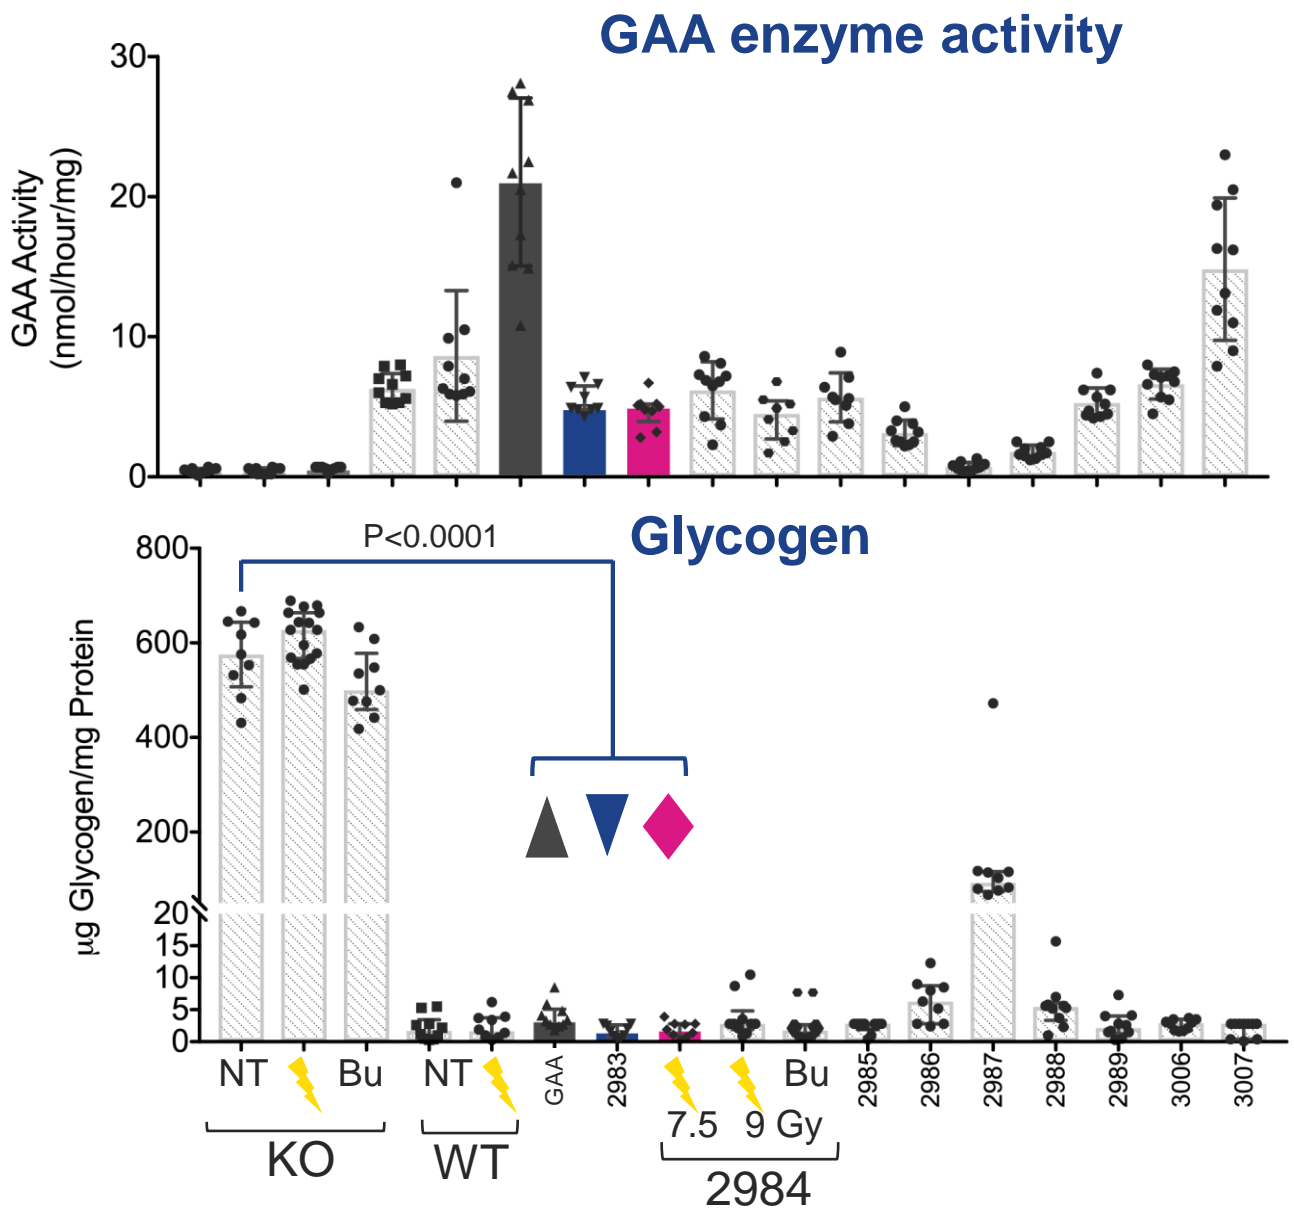 GAA enzyme activity
GAA Activity
(nmol/hour/mg)
30
20
10
0
Glycogen
P<0.0001
µg Glycogen/mg Protein
800
600
400
200
20
15
10
5
0
NT Bu NT GAA 2983 Bu 2985 2986 2987 2988 2989 3006 3007
7.5 9 Gy
KO WT
2984